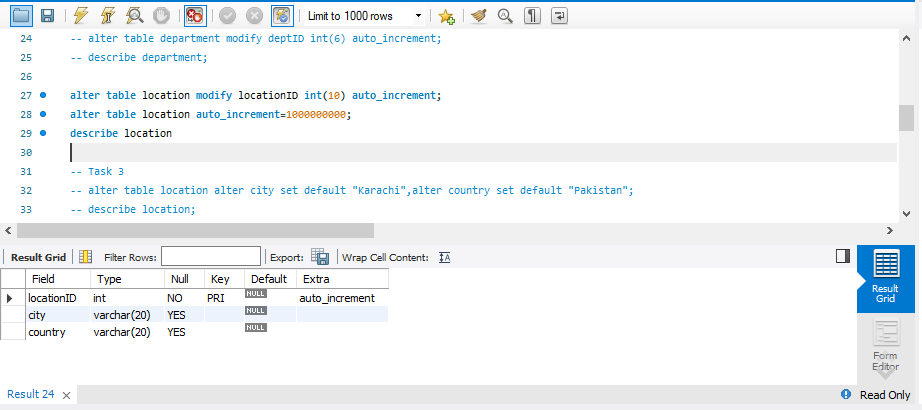 Limit to 1000 rows
24 -- alter table department modify deptID int(6) auto_increment;
25 -- describe department;
26
27 alter table location modify locationID int(10) auto_increment;
28 alter table location auto_increment=1000000000;
29 describe location
30
31 -- Task 3
32 -- alter table location alter city set default "Karachi",alter country set default "Pakistan";
33 -- describe location;
Result Grid Filter Rows: Export: Wrap Cell Content: IA
Field Type Null Key Default Extra
locationID int NO PRI NULL auto_increment
city varchar(20) YES NULL
country varchar(20) YES NULL
Result
Grid
Form
Editor
Result 24 Read Only